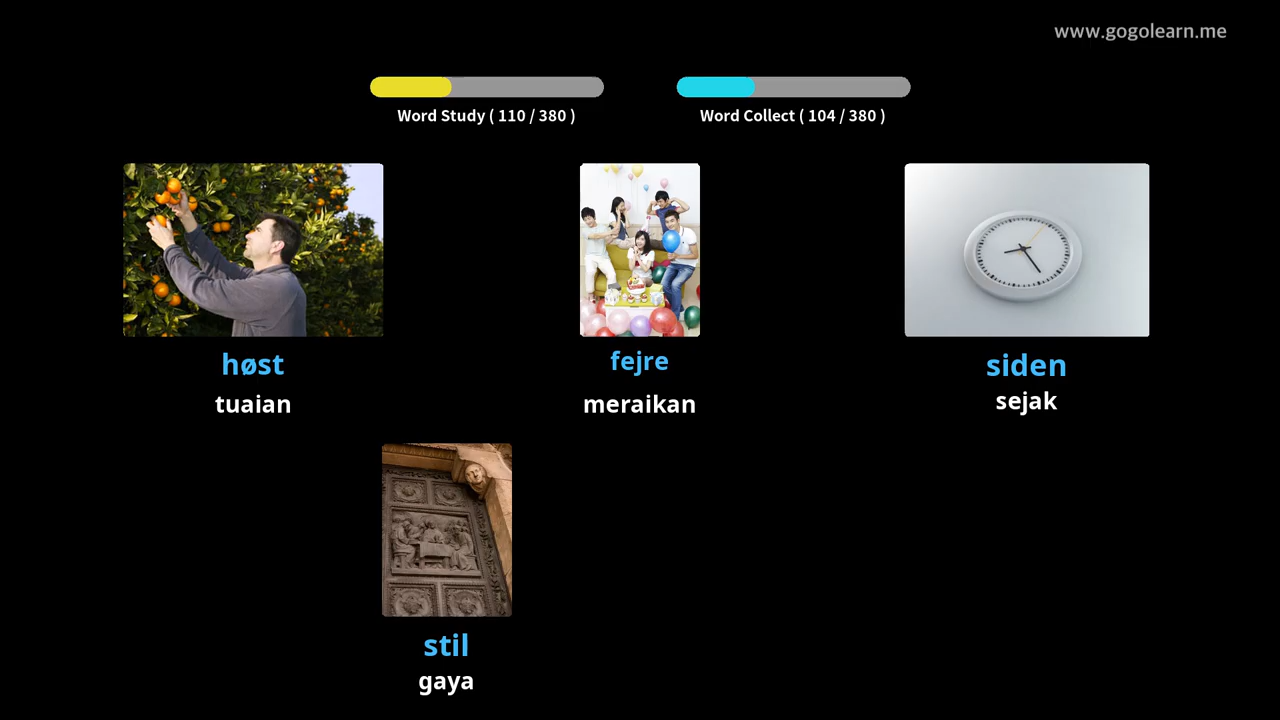 www.gogolearn.me
Word Study ( 110 / 380 )
Word Collect ( 104 / 380 )
høst
tuaian
fejre
meraikan
siden
sejak
stil
gaya